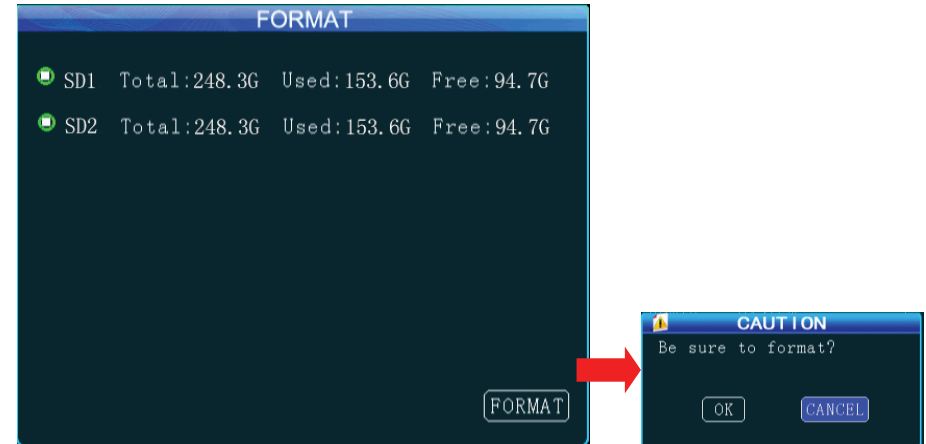 FORMAT
SD1 Total:248.3G Used:153.6G Free:94.7G
SD2 Total:248.3G Used:153.6G Free:94.7G
FORMAT
CAUTION
Be sure to format?
OK CANCEL